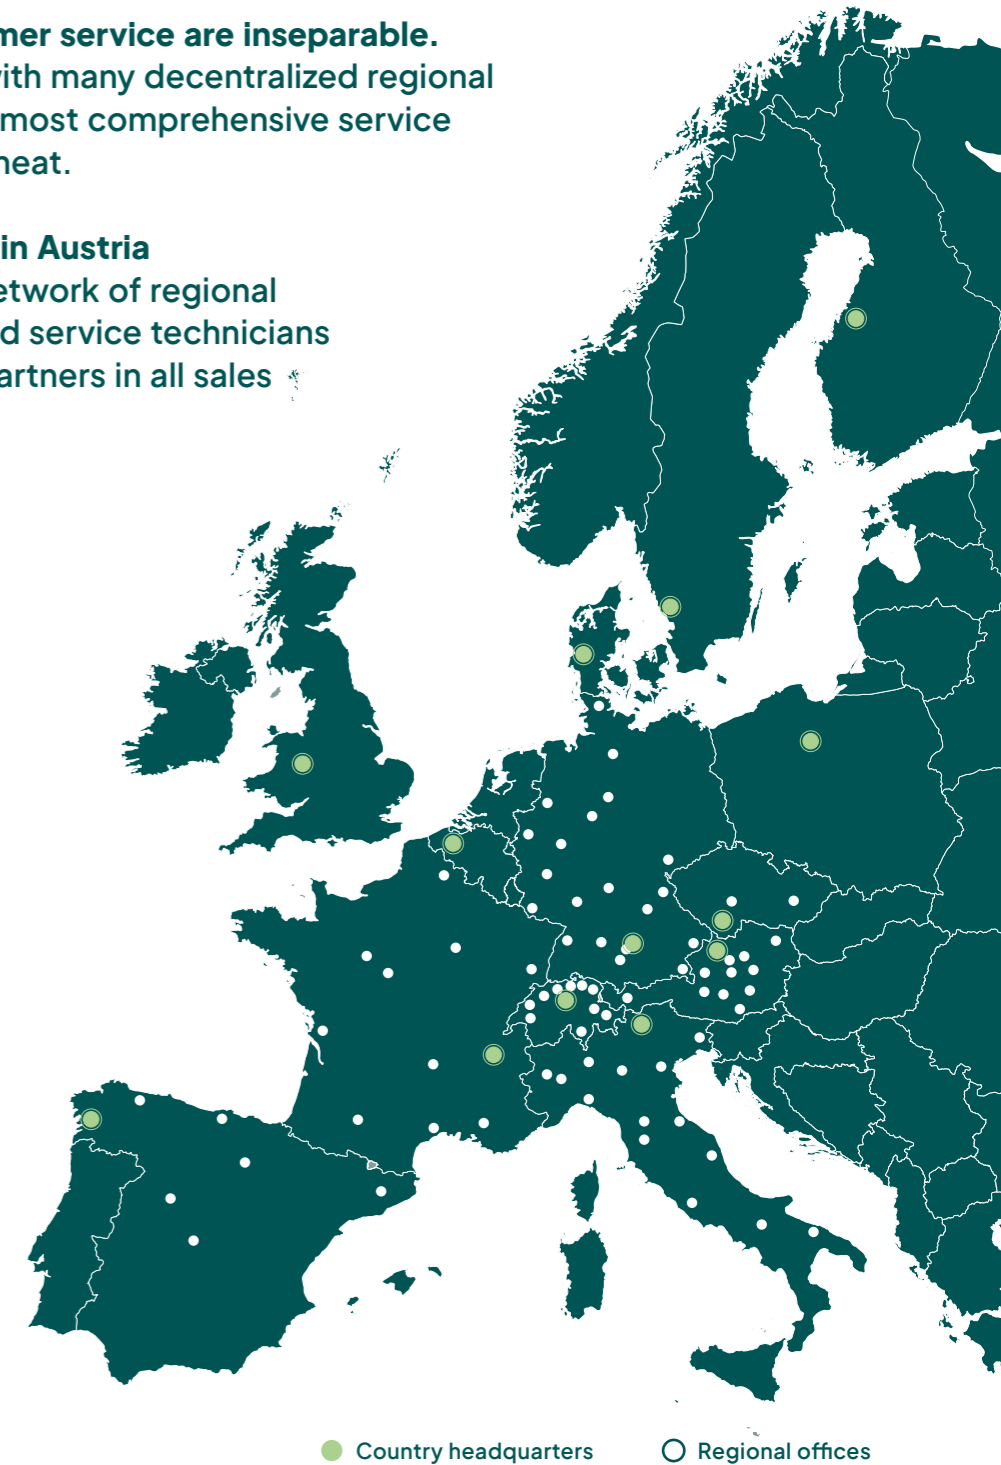 mer service are inseparable.
with many decentralized regional
most comprehensive service
heat.
in Austria
etwork of regional
d service technicians
artners in all sales
Country headquarters
Regional offices